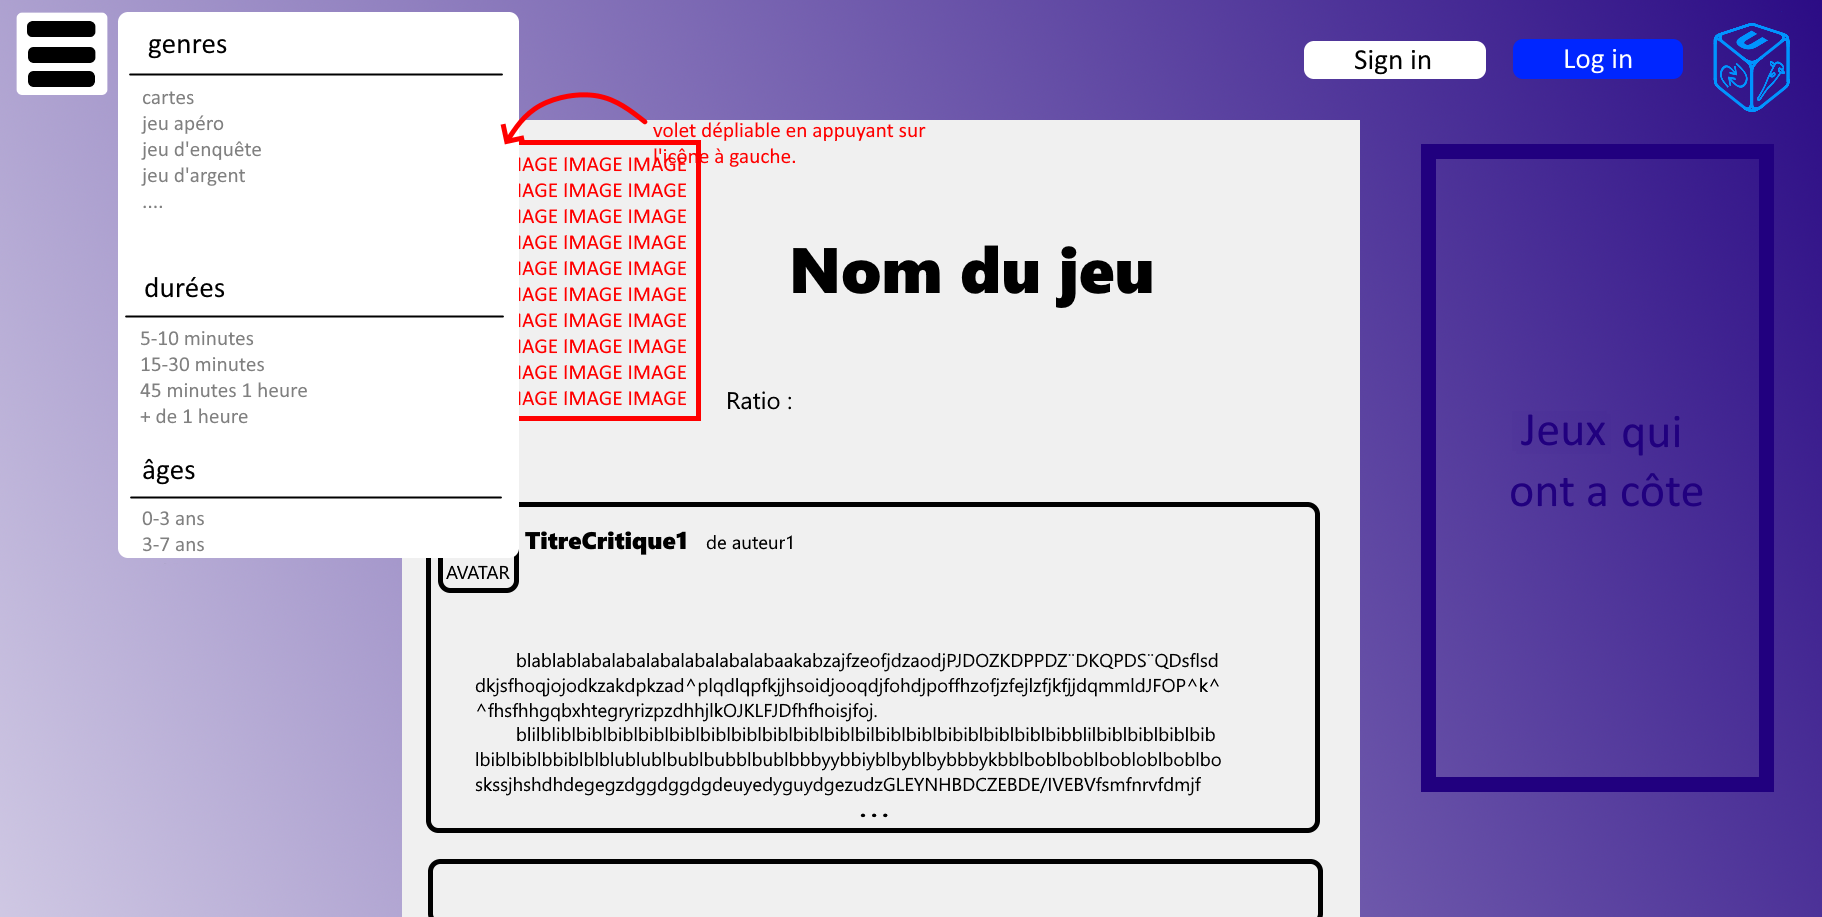 genres
cartes
jeu apéro
jeu d'enquête
jeu d'argent
....
durées
5-10 minutes
15-30 minutes
45 minutes 1 heure
+ de 1 heure
âges
0-3 ans
3-7 ans
Sign in
Log in
U
volet dépliable en appuyant sur
l'icône à gauche.
IAGE IMAGE IMAGE
IAGE IMAGE IMAGE
IAGE IMAGE IMAGE
IAGE IMAGE IMAGE
IAGE IMAGE IMAGE
IAGE IMAGE IMAGE
IAGE IMAGE IMAGE
IAGE IMAGE IMAGE
IAGE IMAGE IMAGE
IAGE IMAGE IMAGE
Nom du jeu
Ratio :
Jeux qui
ont a côte
TitreCritique1 de auteur1
AVATAR
blablablabalabalabalabalabalabaakabzajfzeofjdzaodjPJDOZKDPPDZ¨DKQPDS¨QDsflsd
dkjsfhoqjojodkzakdpkzad^plqdlqpfkjjhsoidjooqdjfohdjpoffhzofjzfejlzfjkfjjdqmmldJFOP^k^
^fhsfhhgqbxhtegryrizpzdhhjlkOJKLFJDfhfhoisjfoj.
blilbliblbiblbiblbiblbiblbiblbiblbiblbiblbilbiblbiblbibiblbiblbiblbibblilbiblbiblbiblbib
lbiblbiblbbiblblblublublbublbubblbublbbbyybbiyblbyblbybbbykbblboblboblbobloblboblbo
skssjhshdhdegegzdggdggdgdeuyedyguydgezudzGLEYNHBDCZEBDE/IVEBVfsmfnrvfdmjf
...